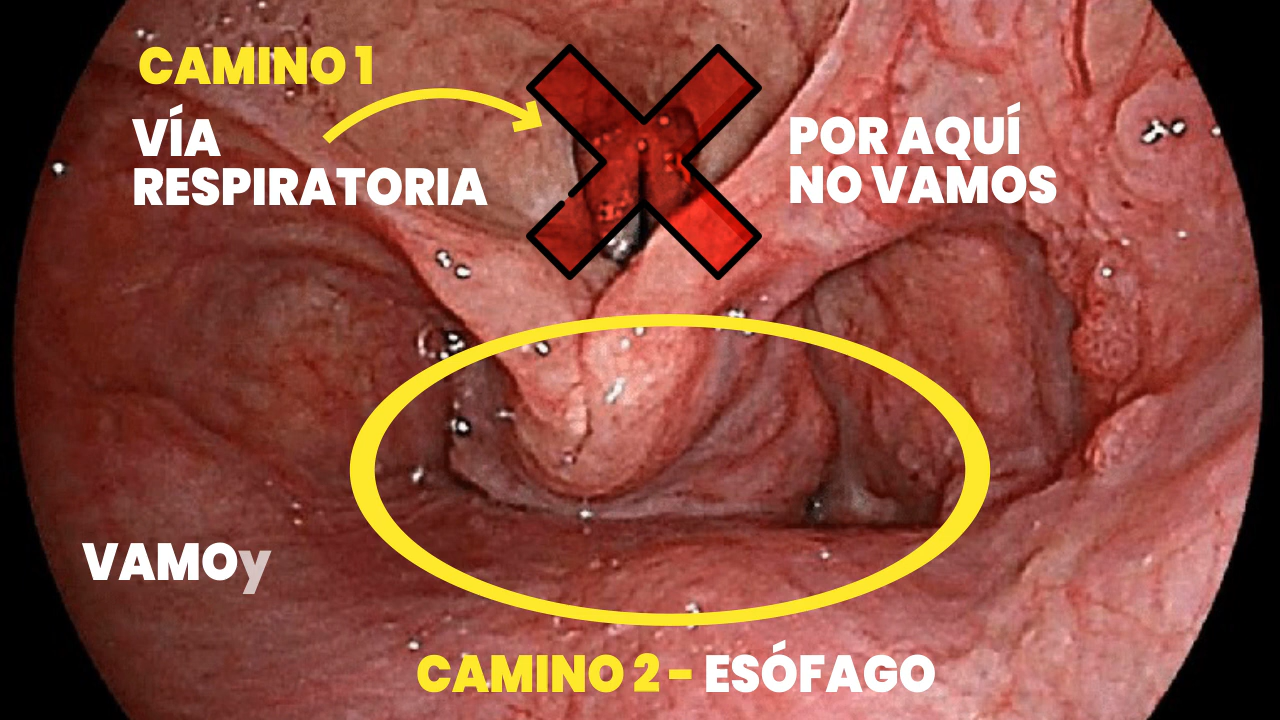 CAMINO 1
VÍA
RESPIRATORIA
POR AQUÍ
NO VAMOS
VAMOy
CAMINO 2 - ESÓFAGO